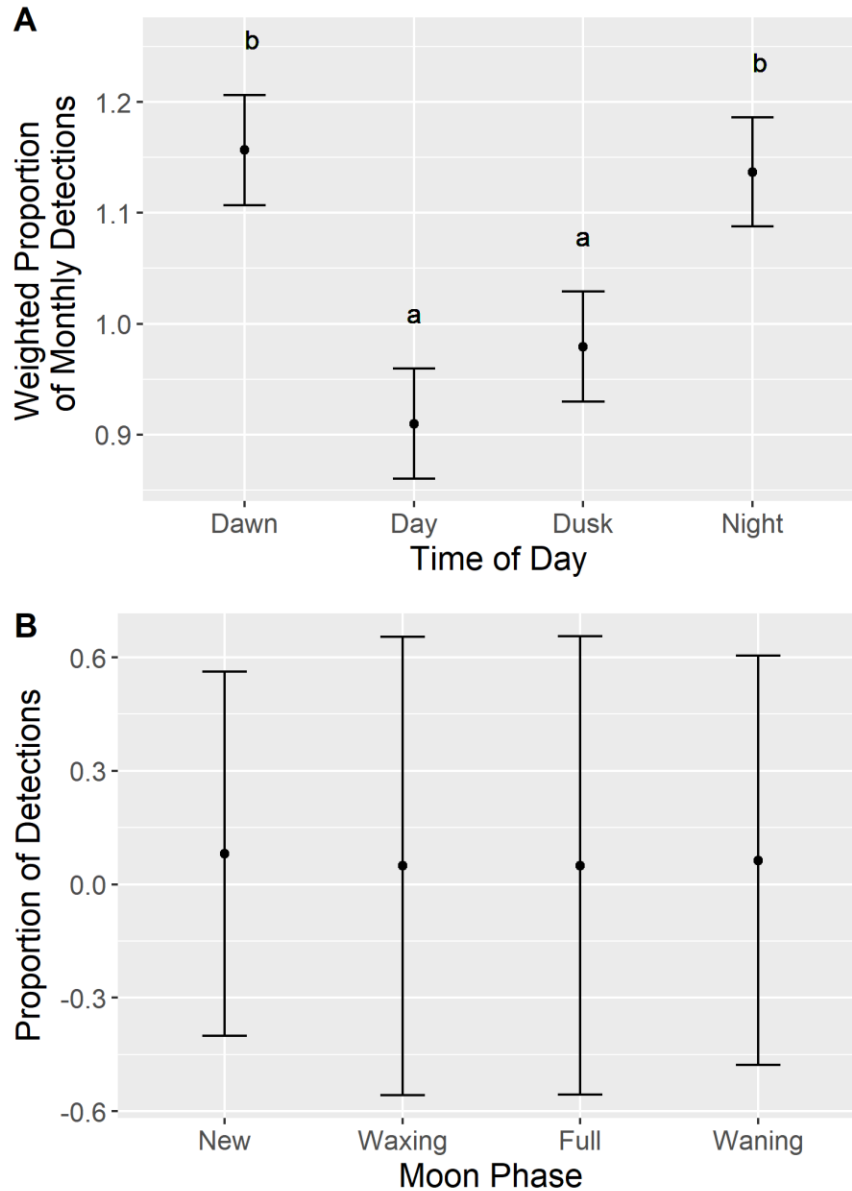 A
b
b
a
a
Weighted Proportion
of Monthly Detections
1.2
1.1
1.0
0.9
Dawn Day Dusk Night
Time of Day
B
Proportion of Detections
0.6
0.3
0.0
-0.3
-0.6
New Waxing Full Waning
Moon Phase